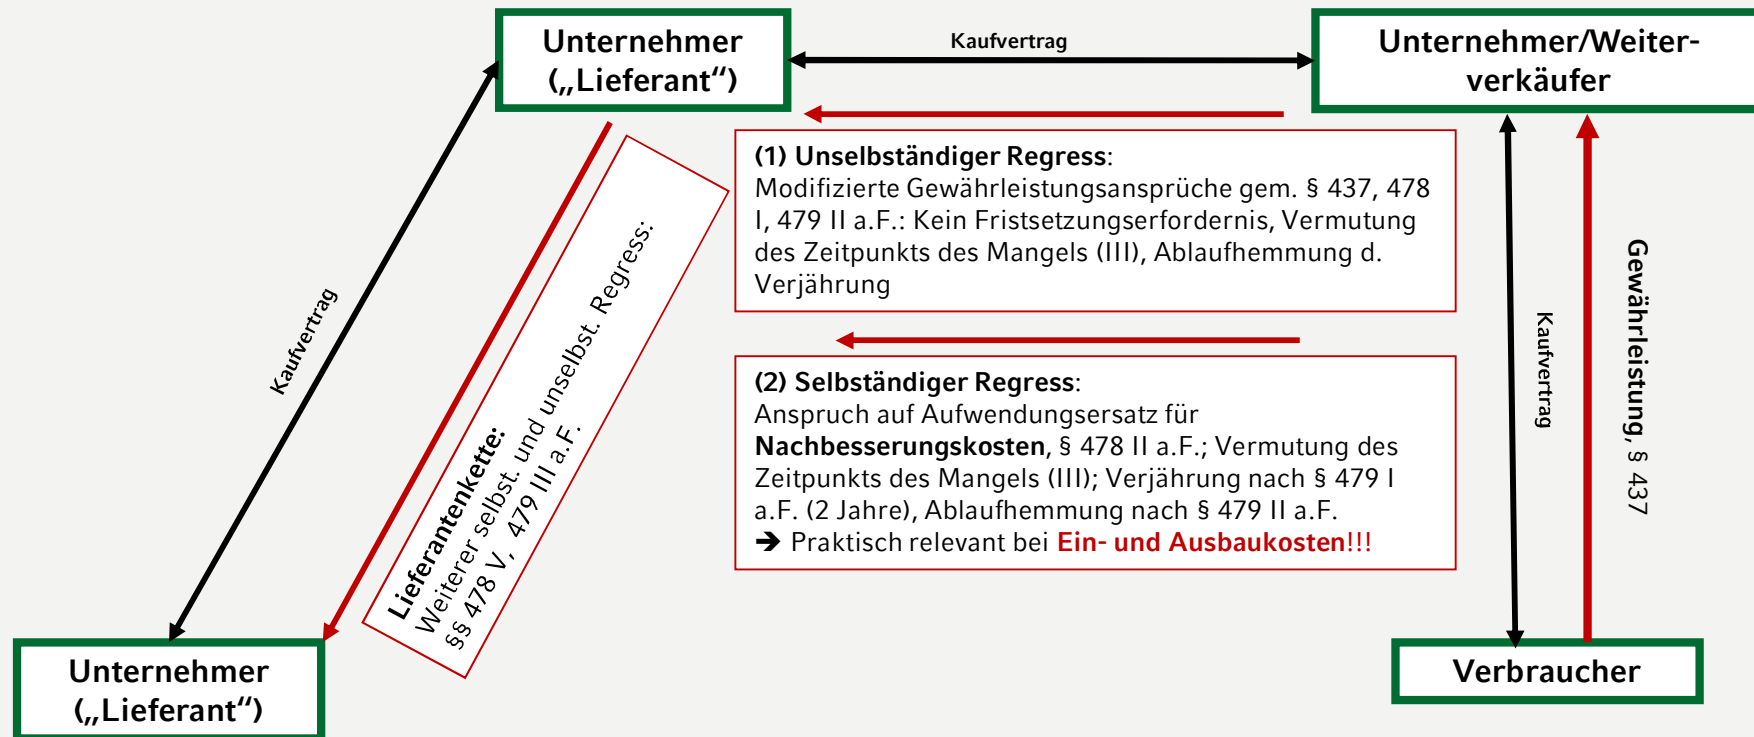 Unternehmer
(„Lieferant“)
Kaufvertrag
Unternehmer/Weiter-
verkäufer
(1) Unselbständiger Regress:
Modifizierte Gewährleistungsansprüche gem. § 437, 478
I, 479 II a.F.: Kein Fristsetzungserfordernis, Vermutung
des Zeitpunkts des Mangels (III), Ablaufhemmung d.
Verjährung
(2) Selbständiger Regress:
Anspruch auf Aufwendungsersatz für
Nachbesserungskosten, § 478 II a.F.; Vermutung des
Zeitpunkts des Mangels (III); Verjährung nach § 479 I
a.F. (2 Jahre), Ablaufhemmung nach § 479 II a.F.
➔ Praktisch relevant bei Ein- und Ausbaukosten!!!
Kaufvertrag
Lieferantenkette:
Weiterer selbst. und unselbst. Regress:
§§ 478 V, 479 III a.F.
Kaufvertrag
Gewährleistung, § 437
Unternehmer
(„Lieferant“)
Verbraucher